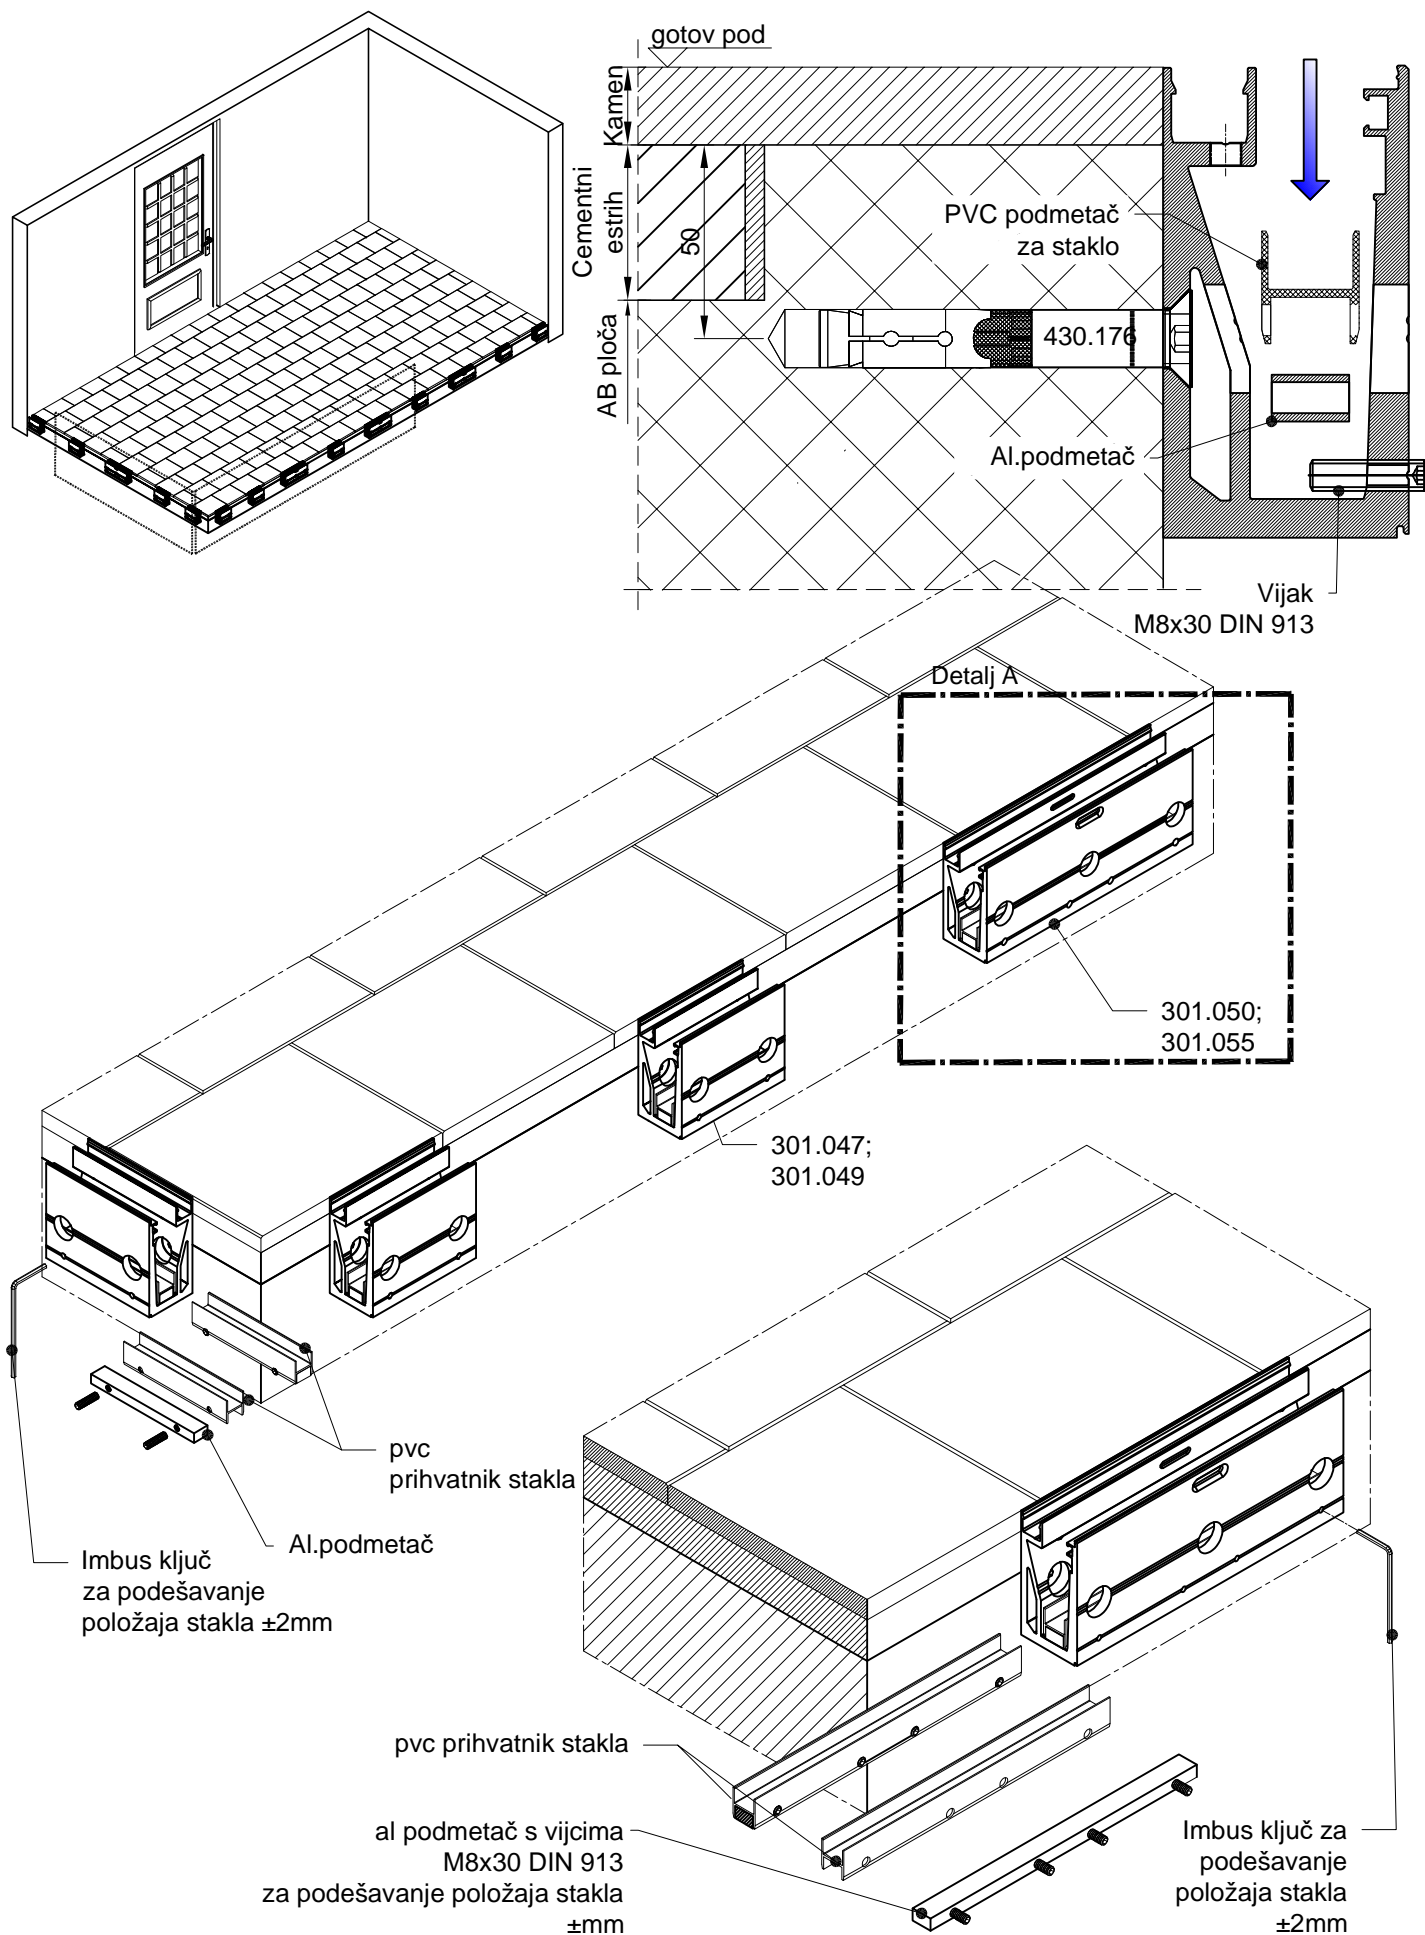 gotov pod
Kamen
Cementni
estrih
50
AB ploča
PVC podmetač
za staklo
430.176
Al.podmetač
Vijak
M8x30 DIN 913
Detalj A
301.050;
301.055
301.047;
301.049
pvc
prihvatnik stakla
Al.podmetač
Imbus ključ
za podešavanje
položaja stakla ±2mm
pvc prihvatnik stakla
al podmetač s vijcima
M8x30 DIN 913
za podešavanje položaja stakla
±mm
Imbus ključ za
podešavanje
položaja stakla
±2mm